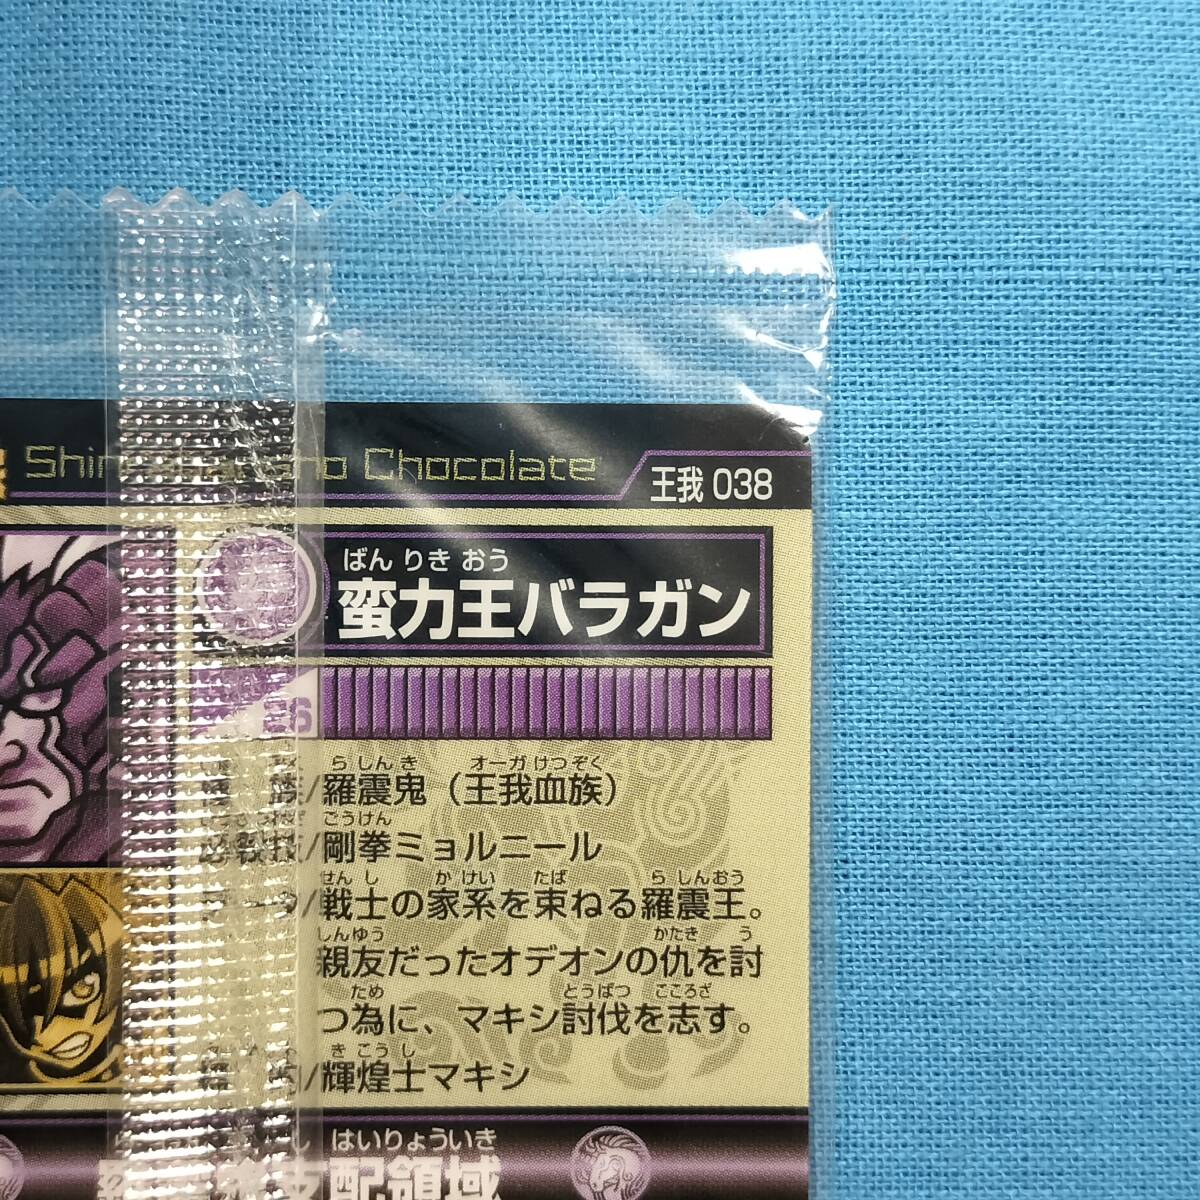 Chocolate
王我 038
ばん りき おう
蛮力王バラガン
らしんき オーガ けつぞく
族/羅震鬼（王我血族）
ごうけん
必殺技/剛拳ミョルニール
せんし かけい たば らしんおう
/戦士の家系を束ねる羅震王。
しんゆう かたき う
親友だったオデオンの仇を討
ため とうばつ こころざ
つ為に、マキシ討伐を志す。
きこうし
/輝煌士マキシ
はいりょういき
支配領域